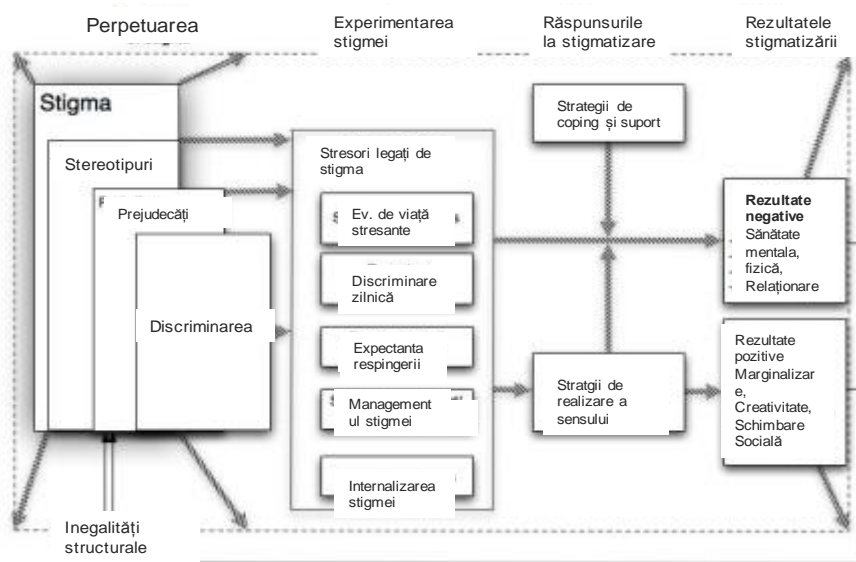 Perpetuarea
Experimentarea
stigmei
Răspunsurile
la stigmatizare
Rezultatele
stigmatizării
Stigma
Stereotipuri
Prejudecăți
Discriminarea
Inegalități
structurale
Stresori legați de
stigma
Ev. de viață
stresante
Discriminare
zilnică
Expectanta
respingerii
Management
ul stigmei
Internalizarea
stigmei
Strategii de
coping și suport
Stratgii de
realizare a
sensului
Rezultate
negative
Sănătate
mentala,
fizică,
Relaționare
Rezultate
pozitive
Marginalizar
e,
Creativitate,
Schimbare
Socială